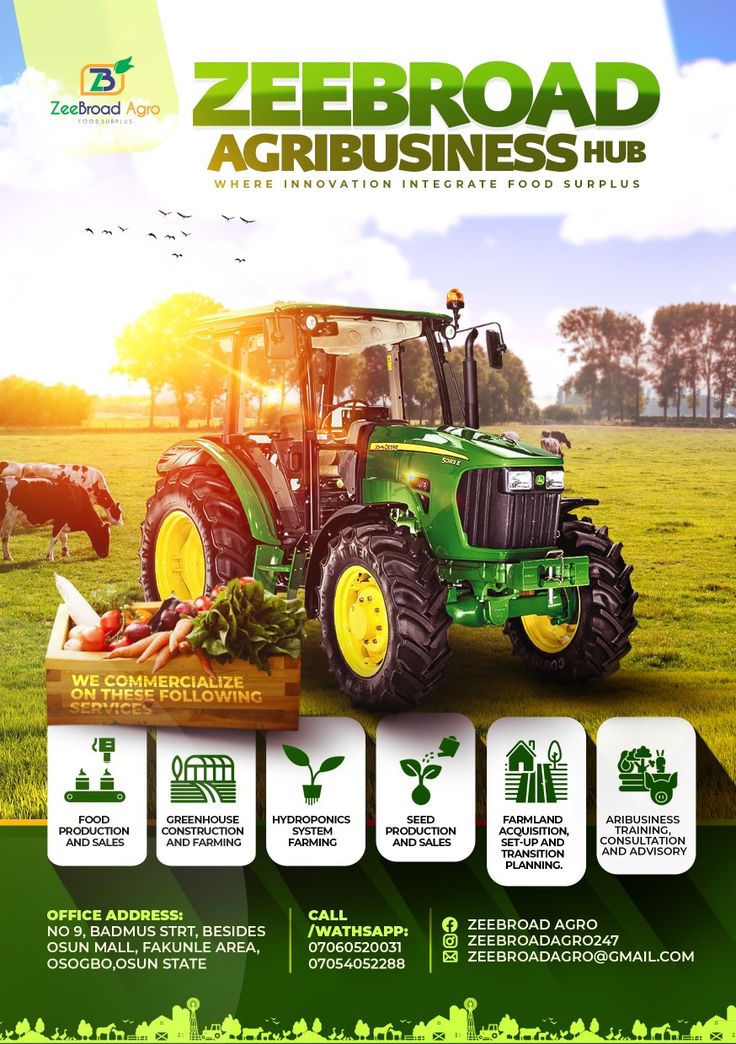 ZB
ZeeBroad Agro
FOOD SURPLUS
ZEEBROAD
AGRIBUSINESS HUB
WHERE INNOVATION INTEGRATE FOOD SURPLUS
JOHN DEERE
WE COMMERCIALIZE
ON THESE FOLLOWING
SERVICES
FOOD
PRODUCTION
AND SALES
GREENHOUSE
CONSTRUCTION
AND FARMING
HYDROPONICS
SYSTEM
FARMING
SEED
PRODUCTION
AND SALES
FARMLAND
ACQUISITION,
SET-UP AND
TRANSITION
PLANNING.
ARIBUSINESS
TRAINING,
CONSULTATION
AND ADVISORY
OFFICE ADDRESS:
NO 9, BADMUS STRT, BESIDES
OSUN MALL, FAKUNLE AREA,
OSOGBO,OSUN STATE
CALL
/WATHSAPP:
07060520031
07054052288
ZEEBROAD AGRO
ZEEBROADAGRO247
ZEEBROADAGRO@GMAIL.COM